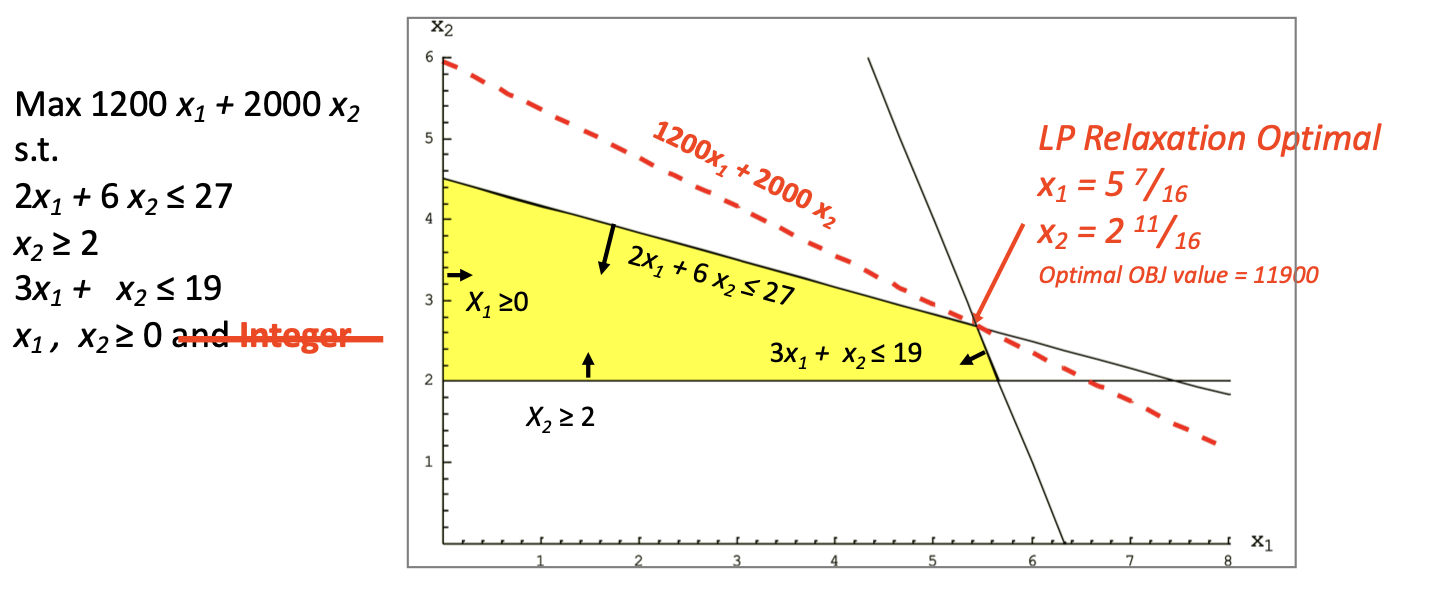 Max 1200 x₁ + 2000 x₂
s.t.
2x₁ + 6 x₂ ≤ 27
x₂ ≥ 2
3x₁ + x₂ ≤ 19
x₁ , x₂ ≥ 0 and Integer
x₂
6
5
4
3
2
1
1200x₁ + 2000 x₂
2x₁ + 6 x₂ ≤ 27
X₁ ≥0
3x₁ + x₂ ≤ 19
X₂ ≥ 2
1 2 3 4 5 6 7 8
x₁
LP Relaxation Optimal
x₁ = 5 ⁷/₁₆
x₂ = 2 ¹¹/₁₆
Optimal OBJ value = 11900